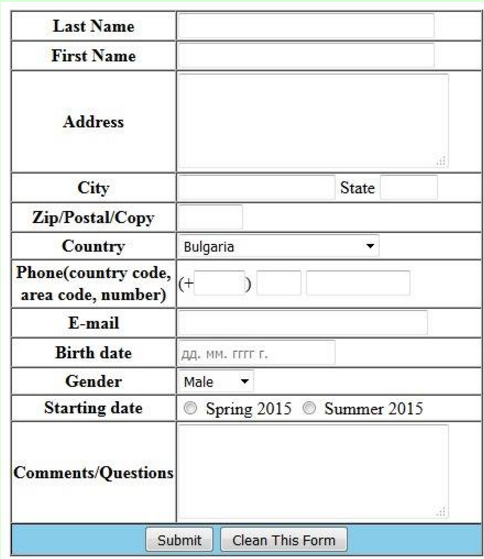 Last Name
First Name
Address
City State
Zip/Postal/Copy
Country Bulgaria
Phone(country code,
area code, number) (+ )
E-mail
Birth date дд. мм. гггг г.
Gender Male
Starting date Spring 2015 Summer 2015
Comments/Questions
Submit Clean This Form